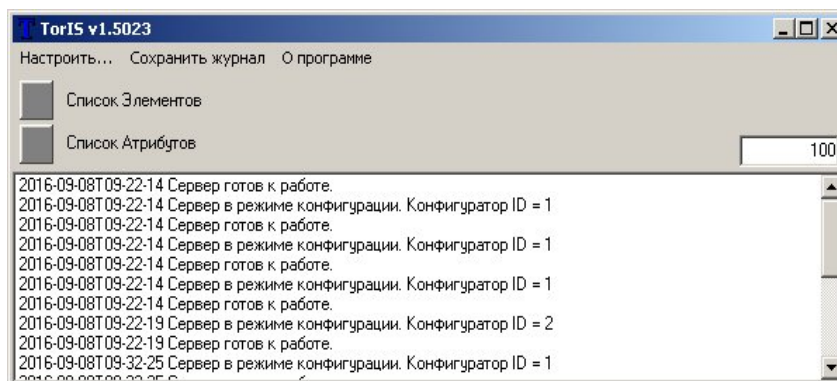 TorIS v1.5023
Настроить... Сохранить журнал О программе
Список Элементов
Список Атрибутов
100
2016-09-08T09-22-14 Сервер готов к работе.
2016-09-08T09-22-14 Сервер в режиме конфигурации. Конфигуратор ID = 1
2016-09-08T09-22-14 Сервер готов к работе.
2016-09-08T09-22-14 Сервер в режиме конфигурации. Конфигуратор ID = 1
2016-09-08T09-22-14 Сервер готов к работе.
2016-09-08T09-22-14 Сервер в режиме конфигурации. Конфигуратор ID = 1
2016-09-08T09-22-14 Сервер готов к работе.
2016-09-08T09-22-19 Сервер в режиме конфигурации. Конфигуратор ID = 2
2016-09-08T09-22-19 Сервер готов к работе.
2016-09-08T09-32-25 Сервер в режиме конфигурации. Конфигуратор ID = 1